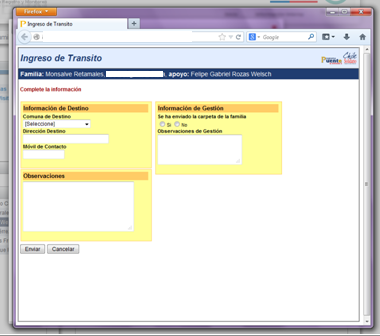 Firefox
Ingreso de Transito
Google
Ingreso de Transito
Puente
Chile
Familia: Monsalve Retamales, , apoyo: Felipe Gabriel Rozas Welsch
Complete la información
Información de Destino
Comuna de Destino
[Seleccione]
Dirección Destino
Móvil de Contacto
Información de Gestión
Se ha enviado la carpeta de la familia
Si No
Observaciones de Gestión
Observaciones
Enviar Cancelar